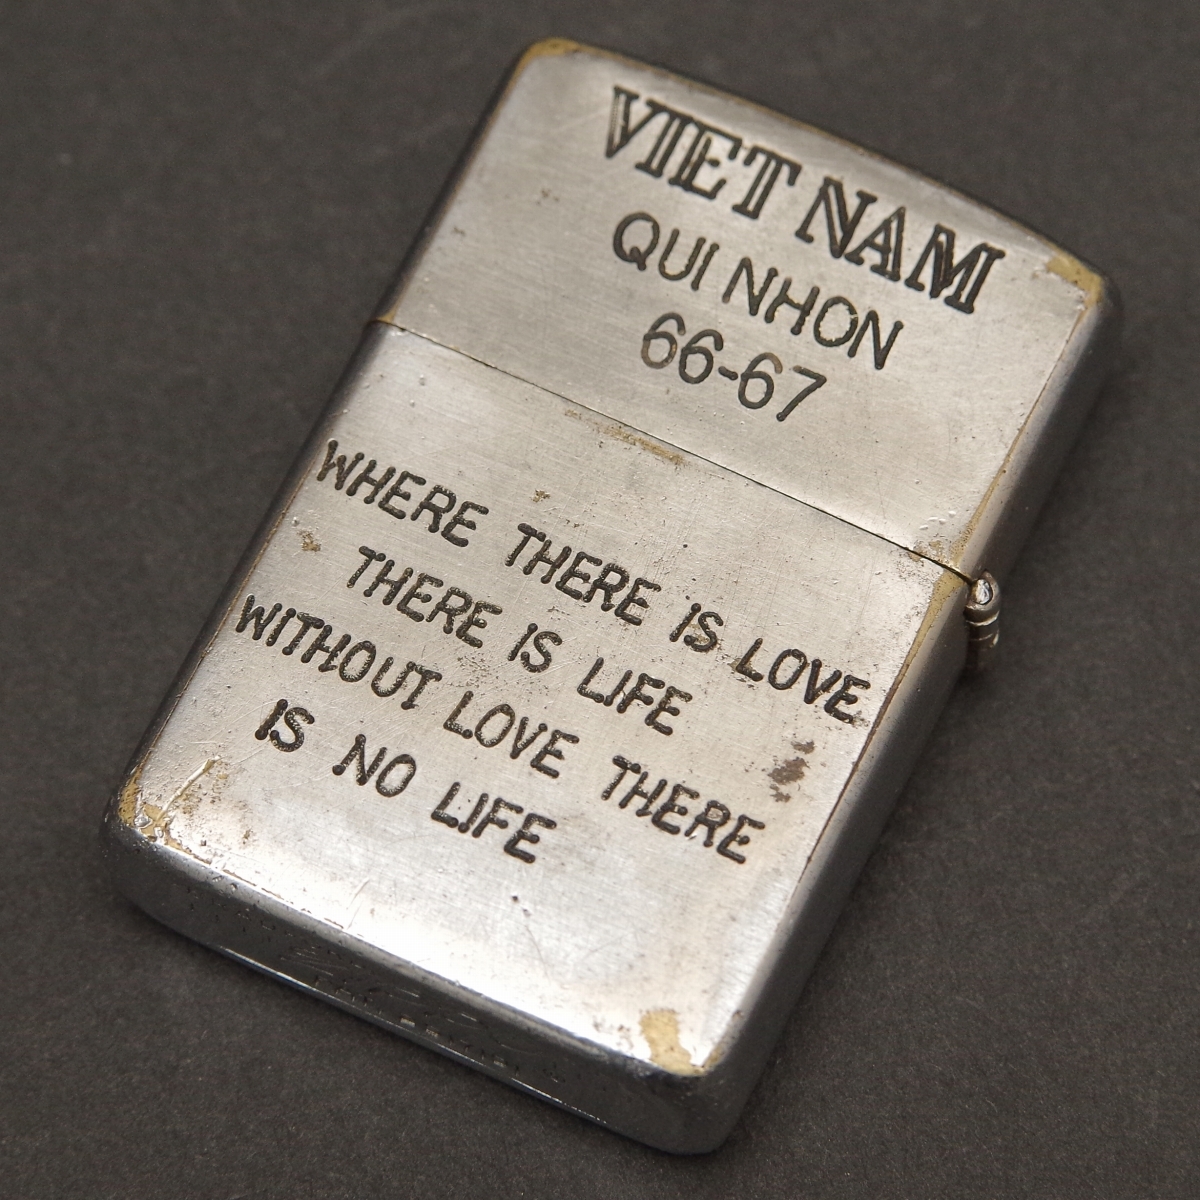 VIET NAM
QUI NHON
66-67
WHERE THERE IS LOVE
THERE IS LIFE
WITHOUT LOVE THERE
IS NO LIFE